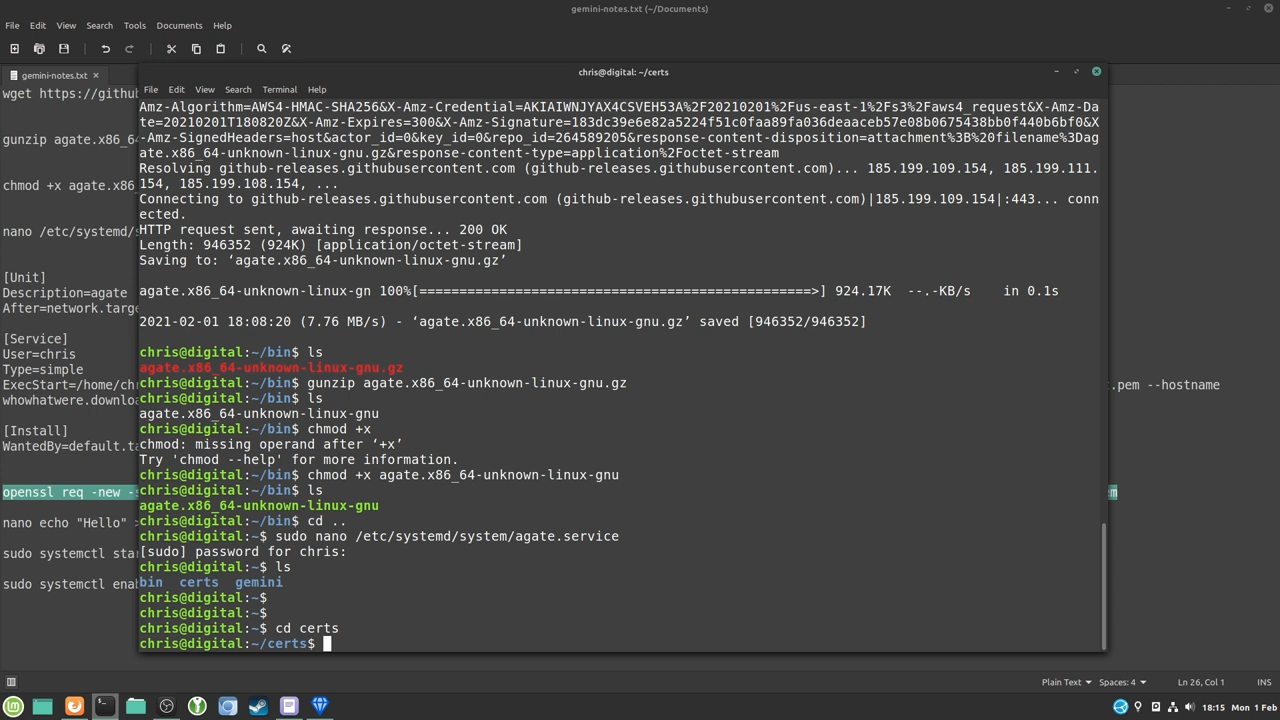 gemini-notes.txt (~/Documents)
File Edit View Search Tools Documents Help
gemini-notes.txt ×
wget https://github
gunzip agate.x86_64
chmod +x agate.x86_
nano /etc/systemd/s
[Unit]
Description=agate
After=network.targe
[Service]
User=chris
Type=simple
ExecStart=/home/chr
.pem --hostname
whowhatwere.downloa
[Install]
WantedBy=default.ta
openssl req -new -s
em
nano echo "Hello" >
sudo systemctl star
sudo systemctl enab
chris@digital: ~/certs
File Edit View Search Terminal Help
Amz-Algorithm=AWS4-HMAC-SHA256&X-Amz-Credential=AKIAIWNJYAX4CSVEH53A%2F20210201%2Fus-east-1%2Fs3%2Faws4_request&X-Amz-Da
te=20210201T180820Z&X-Amz-Expires=300&X-Amz-Signature=183dc39e6e82a5224f51c0faa89fa036deaaceb57e08b0675438bb0f440b6bf0&X
-Amz-SignedHeaders=host&actor_id=0&key_id=0&repo_id=264589205&response-content-disposition=attachment%3B%20filename%3Dag
ate.x86_64-unknown-linux-gnu.gz&response-content-type=application%2Foctet-stream
Resolving github-releases.githubusercontent.com (github-releases.githubusercontent.com)... 185.199.109.154, 185.199.111.
154, 185.199.108.154, ...
Connecting to github-releases.githubusercontent.com (github-releases.githubusercontent.com)|185.199.109.154|:443... conn
ected.
HTTP request sent, awaiting response... 200 OK
Length: 946352 (924K) [application/octet-stream]
Saving to: ‘agate.x86_64-unknown-linux-gnu.gz’
agate.x86_64-unknown-linux-gn 100%[=================================================>] 924.17K --.-KB/s in 0.1s
2021-02-01 18:08:20 (7.76 MB/s) - ‘agate.x86_64-unknown-linux-gnu.gz’ saved [946352/946352]
chris@digital:~/bin$ ls
agate.x86_64-unknown-linux-gnu.gz
chris@digital:~/bin$ gunzip agate.x86_64-unknown-linux-gnu.gz
chris@digital:~/bin$ ls
agate.x86_64-unknown-linux-gnu
chris@digital:~/bin$ chmod +x
chmod: missing operand after ‘+x’
Try 'chmod --help' for more information.
chris@digital:~/bin$ chmod +x agate.x86_64-unknown-linux-gnu
chris@digital:~/bin$ ls
agate.x86_64-unknown-linux-gnu
chris@digital:~/bin$ cd ..
chris@digital:~$ sudo nano /etc/systemd/system/agate.service
[sudo] password for chris:
chris@digital:~$ ls
bin certs gemini
chris@digital:~$
chris@digital:~$
chris@digital:~$ cd certs
chris@digital:~/certs$
Plain Text Spaces: 4 Ln 26, Col 1 INS
18:15 Mon 1 Feb